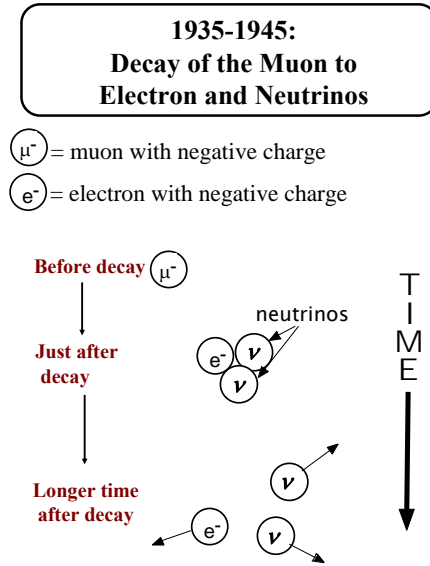 1935-1945:
Decay of the Muon to
Electron and Neutrinos
μ⁻ = muon with negative charge
e⁻ = electron with negative charge
Before decay μ⁻
neutrinos
Just after
decay
e⁻ ν
ν
TIME
Longer time
after decay
ν
e⁻ ν